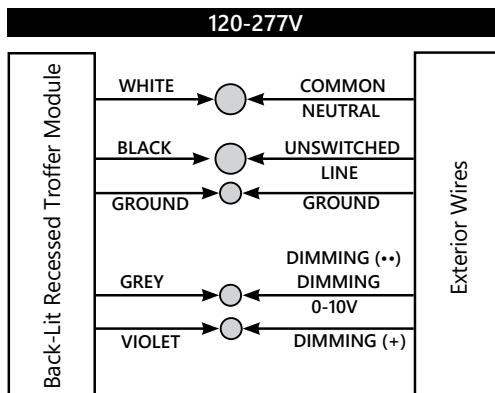 120-277V
Back-Lit Recessed Troffer Module
WHITE
COMMON
NEUTRAL
BLACK
UNSWITCHED
LINE
GROUND
GROUND
DIMMING (••)
GREY
DIMMING
0-10V
VIOLET
DIMMING (+)
Exterior Wires